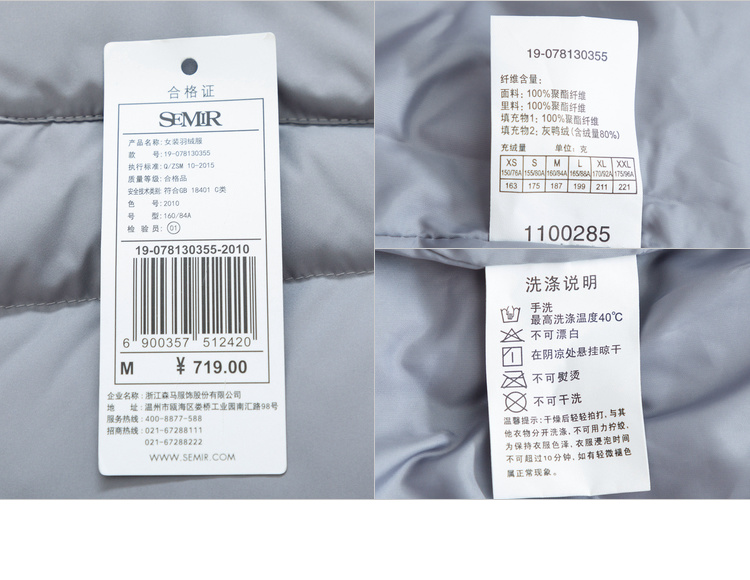 合格证
SEMIR
产品名称: 女装羽绒服
款 号: 19-078130355
执行标准: Q/ZSM 10-2015
质量等级: 合格品
安全技术类别: 符合GB 18401 C类
色 号: 2010
号 型: 160/84A
检 验 员: 01
19-078130355-2010
6 900357 512420
M ¥ 719.00
企业名称: 浙江森马服饰股份有限公司
地 址: 温州市瓯海区娄桥工业园南汇路98号
服务热线: 400-8877-588
招商热线: 021-67288111
021-67288222
WWW.SEMIR.COM
19-078130355
纤维含量:
面料: 100%聚酯纤维
里料: 100%聚酯纤维
填充物1: 100%聚酯纤维
填充物2: 灰鸭绒(含绒量80%)
充绒量 单位: 克
XS S M L XL XXL
150/76A 155/80A 160/84A 165/88A 170/92A 175/96A
163 175 187 199 211 221
1100285
洗涤说明
手洗
最高洗涤温度40℃
不可漂白
在阴凉处悬挂晾干
不可熨烫
不可干洗
温馨提示: 干燥后轻轻拍打, 与其
他衣物分开洗涤, 不可用力拧绞,
为保持衣服色泽, 衣服浸泡时间
不可超过10分钟, 如有轻微褪色
属正常现象。